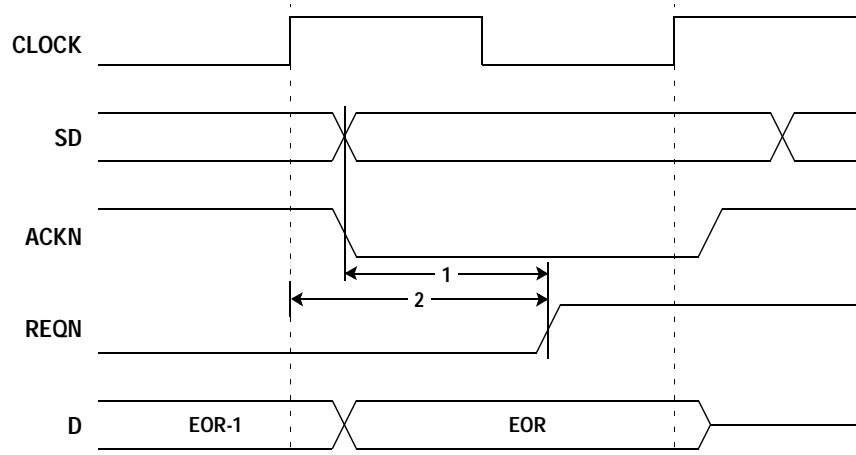 CLOCK
SD
ACKN
1
2
REQN
D
EOR-1
EOR